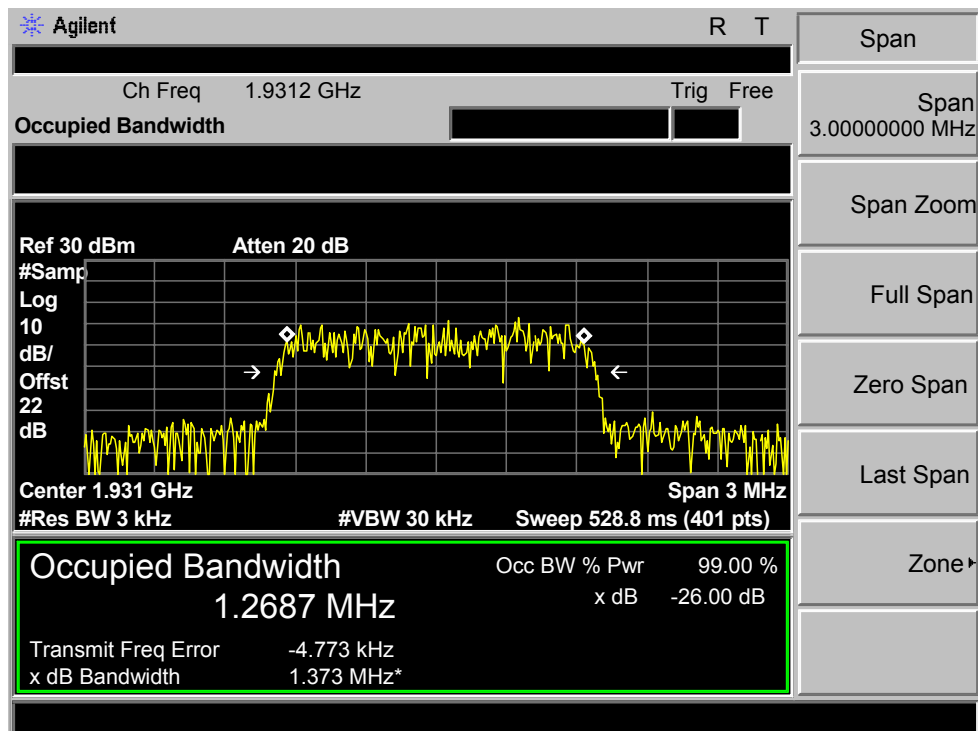 Agilent R T
Ch Freq 1.9312 GHz Trig Free
Occupied Bandwidth
Ref 30 dBm Atten 20 dB
#Samp
Log
10
dB/
Offst
22
dB
Center 1.931 GHz Span 3 MHz
#Res BW 3 kHz #VBW 30 kHz Sweep 528.8 ms (401 pts)
Occupied Bandwidth Occ BW % Pwr 99.00 %
1.2687 MHz x dB -26.00 dB
Transmit Freq Error -4.773 kHz
x dB Bandwidth 1.373 MHz*
Span
Span
3.00000000 MHz
Span Zoom
Full Span
Zero Span
Last Span
Zone